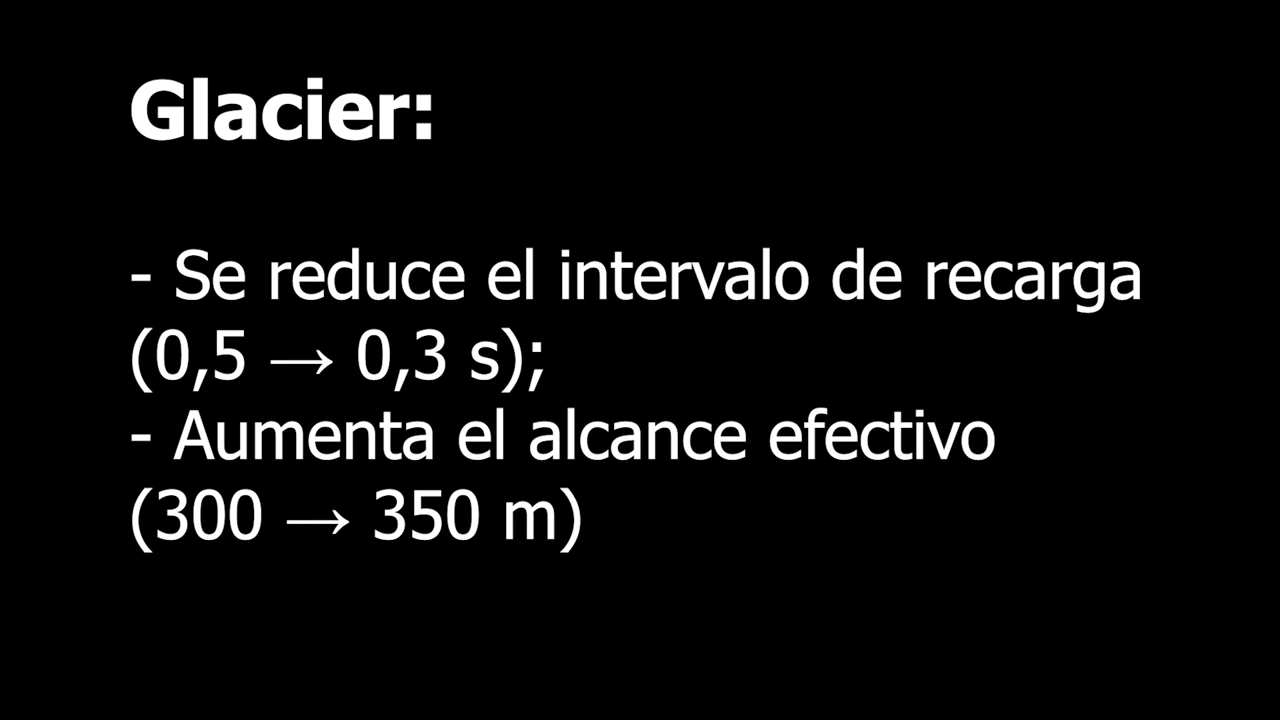 Glacier:
- Se reduce el intervalo de recarga
(0,5 → 0,3 s);
- Aumenta el alcance efectivo
(300 → 350 m)